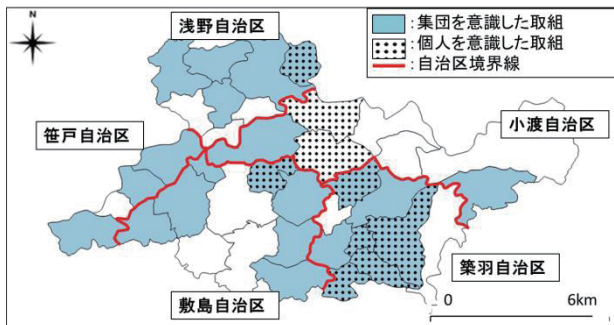 浅野自治区
：集団を意識した取組
：個人を意識した取組
：自治区境界線
笹戸自治区
小渡自治区
築羽自治区
敷島自治区
0 6km